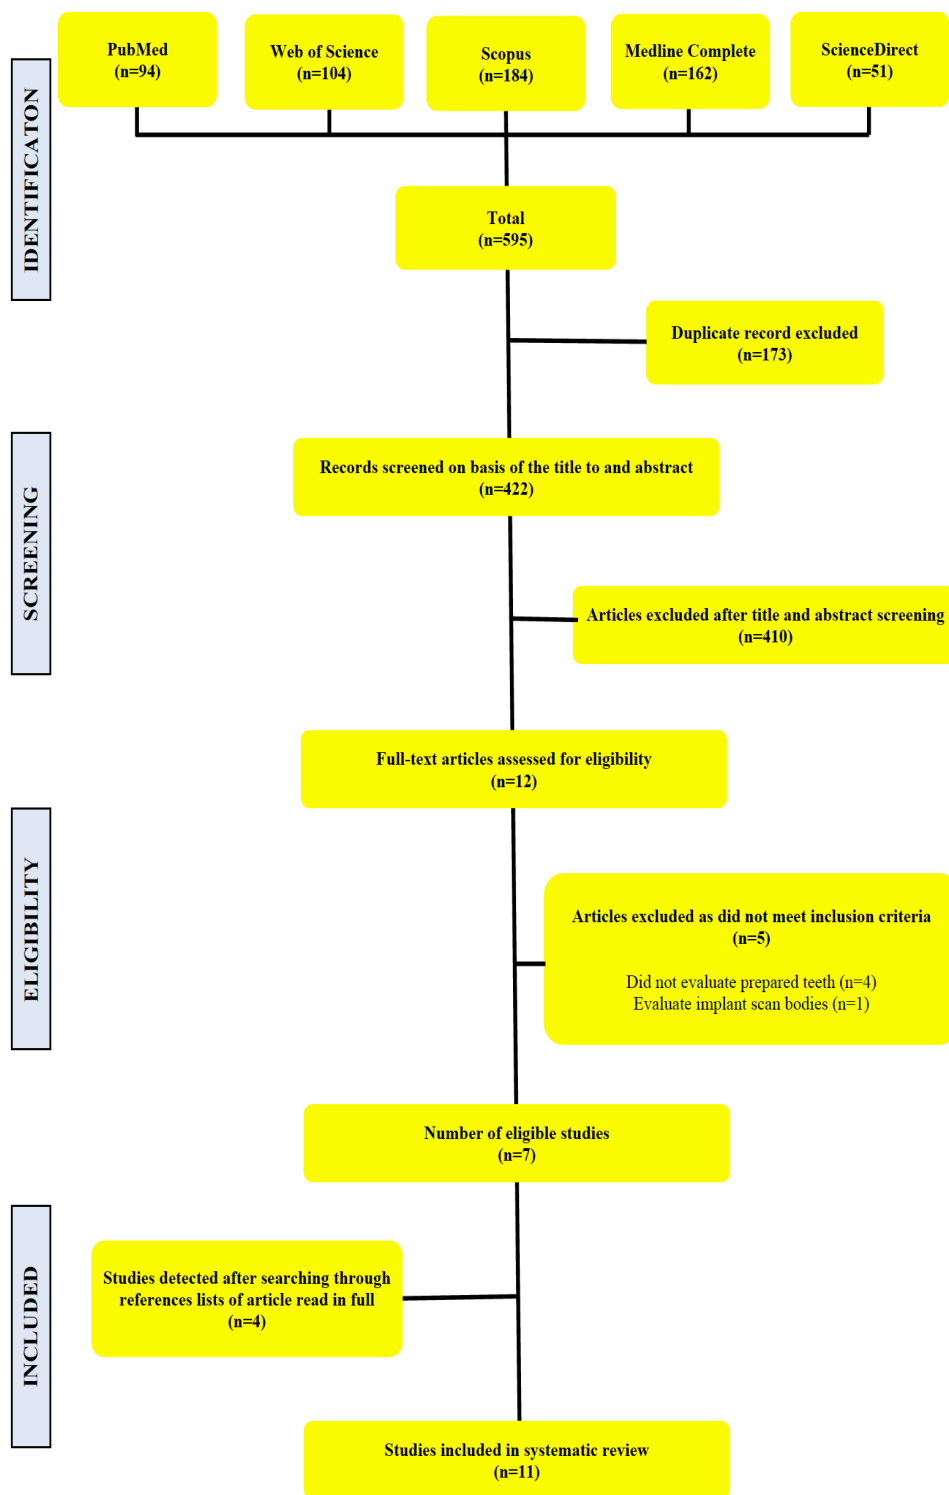 PubMed
(n=94)
Web of Science
(n=104)
Scopus
(n=184)
Medline Complete
(n=162)
ScienceDirect
(n=51)
IDENTIFICATON
Total
(n=595)
Duplicate record excluded
(n=173)
SCREENING
Records screened on basis of the title to and abstract
(n=422)
Articles excluded after title and abstract screening
(n=410)
Full-text articles assessed for eligibility
(n=12)
ELIGIBILITY
Articles excluded as did not meet inclusion criteria
(n=5)
Did not evaluate prepared teeth (n=4)
Evaluate implant scan bodies (n=1)
Number of eligible studies
(n=7)
INCLUDED
Studies detected after searching through
references lists of article read in full
(n=4)
Studies included in systematic review
(n=11)